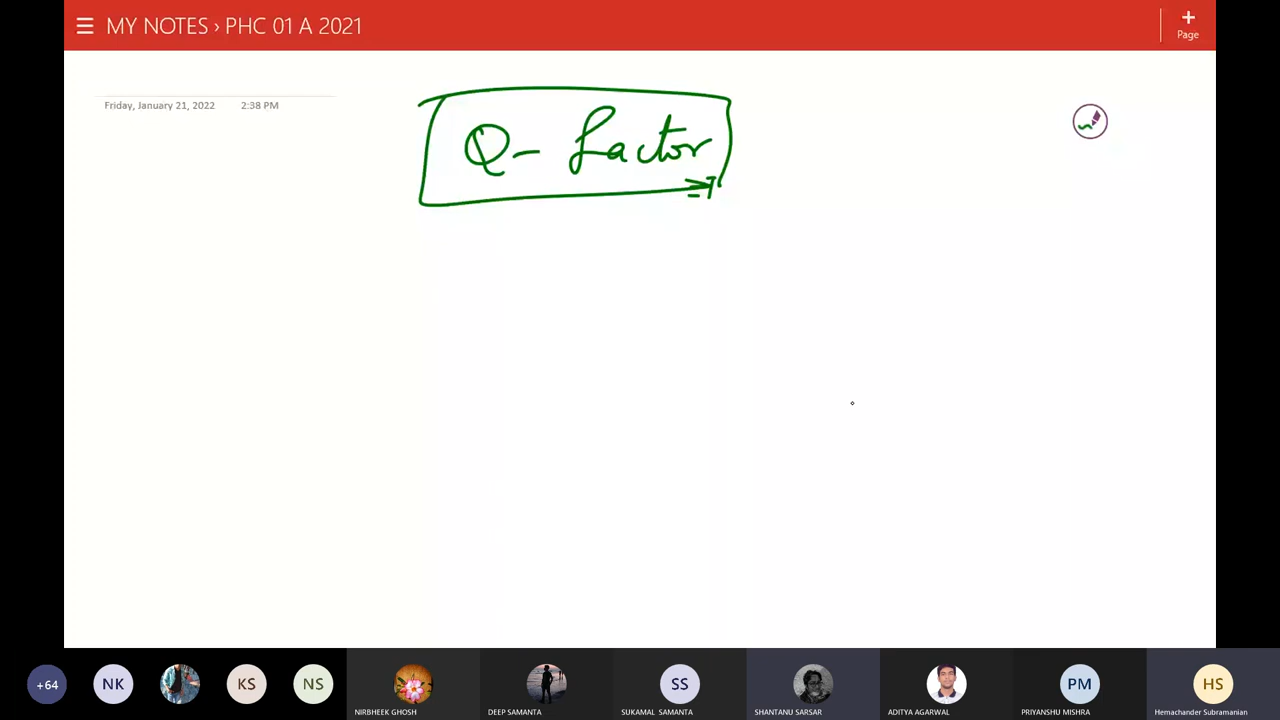 MY NOTES › PHC 01 A 2021
+
Page
Friday, January 21, 2022 2:38 PM
Q- factor
+64
NK
KS
NS
SS
PM
HS
NIRBHEEK GHOSH
DEEP SAMANTA
SUKAMAL SAMANTA
SHANTANU SARSAR
ADITYA AGARWAL
PRIYANSHU MISHRA
Hemachander Subramanian